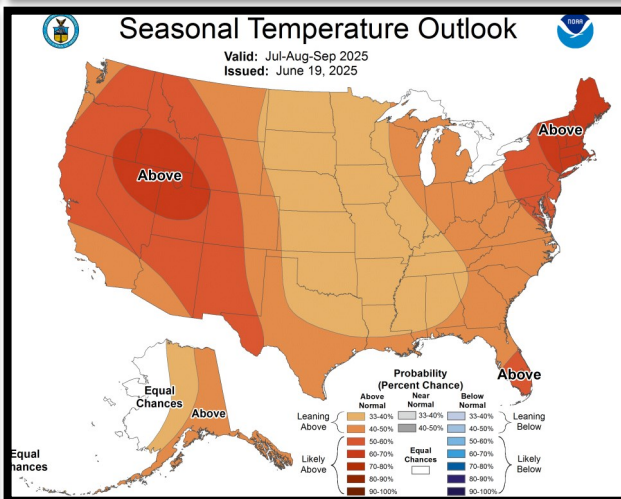 Seasonal Temperature Outlook
NOAA
Valid: Jul-Aug-Sep 2025
Issued: June 19, 2025
Above
Above
Above
Equal
Chances
Above
Equal
hances
Probability
(Percent Chance)
Above
Normal
Near
Normal
Below
Normal
Leaning
Above
33-40%
33-40%
33-40%
Leaning
Below
40-50%
40-50%
40-50%
Likely
Above
50-60%
Equal
Chances
50-60%
Likely
Below
60-70%
60-70%
70-80%
70-80%
80-90%
80-90%
90-100%
90-100%